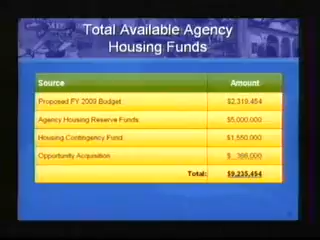 Total Available Agency
Housing Funds
Source Amount
Proposed FY 2009 Budget $2,319,454
Agency Housing Reserve Funds $5,000,000
Housing Contingency Fund $1,550,000
Opportunity Acquisition $ 366,000
Total: $9,235,454